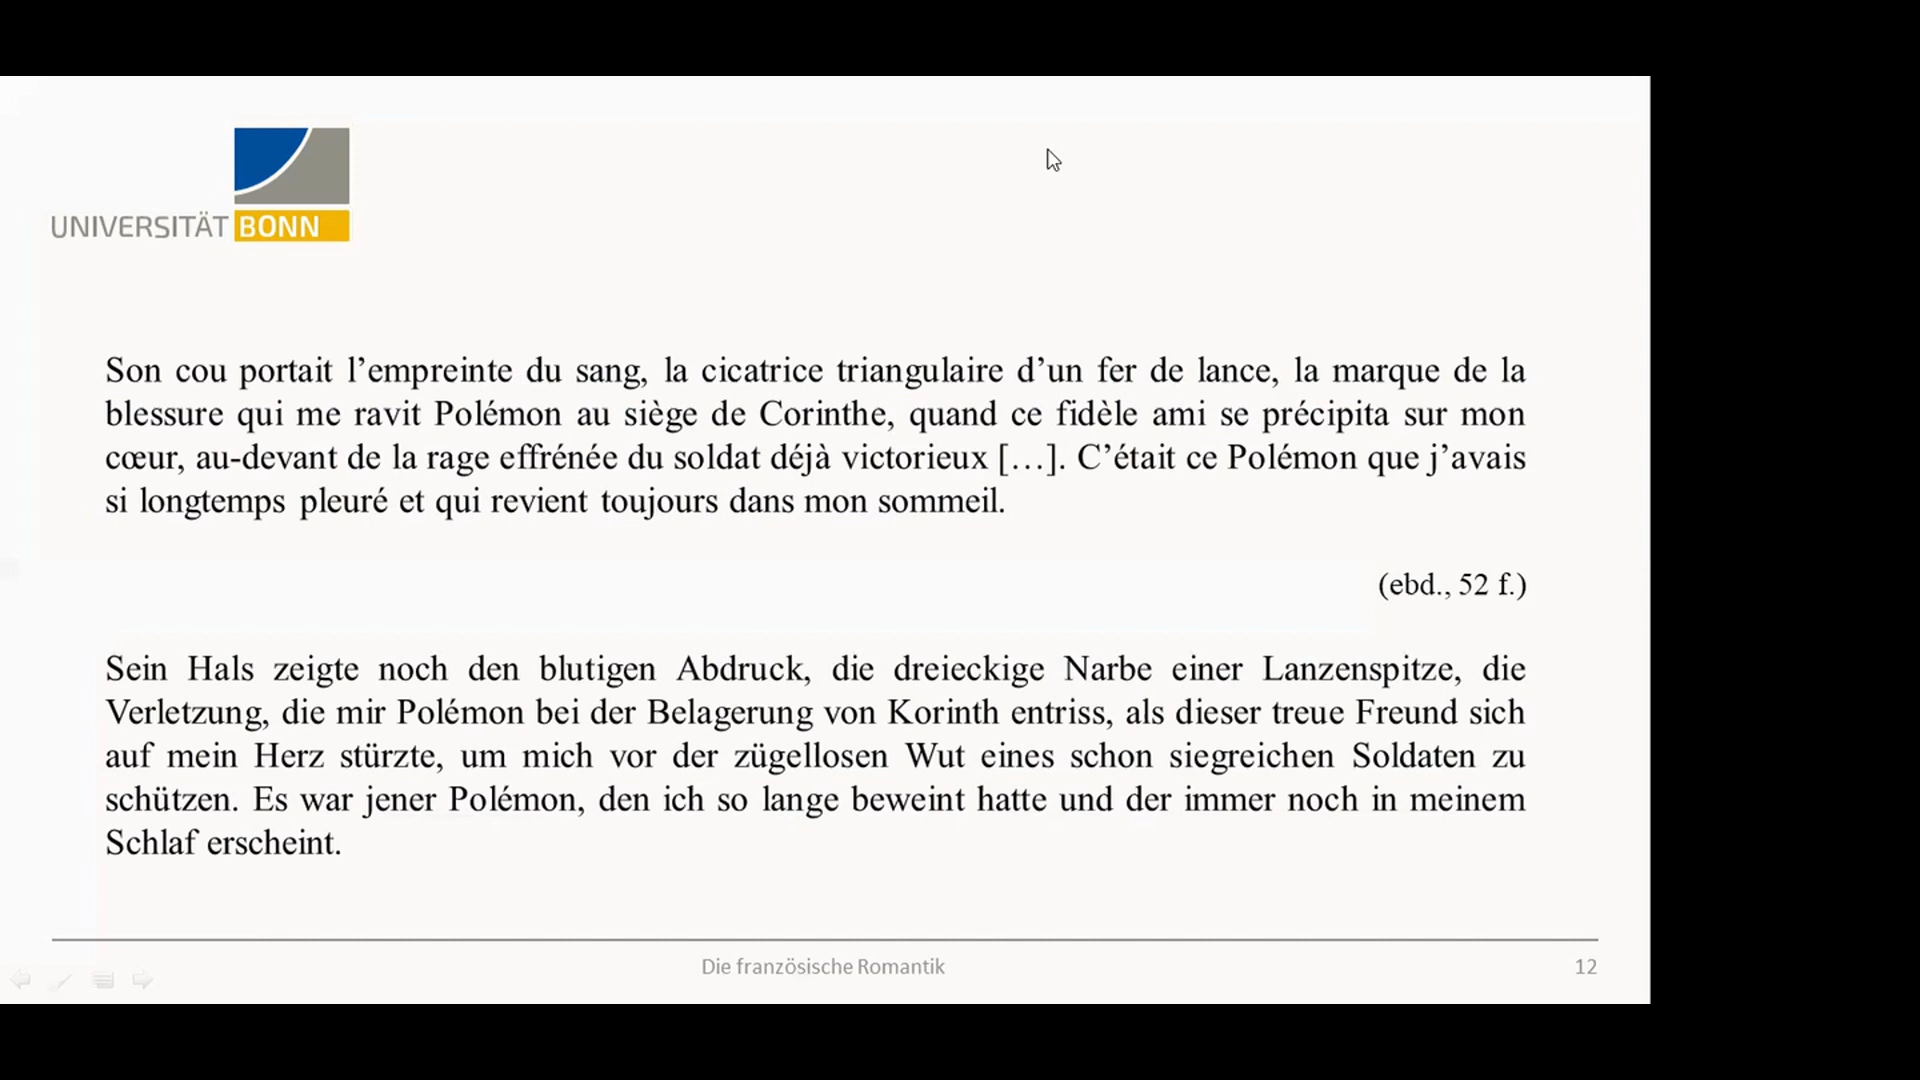 UNIVERSITÄT BONN
Son cou portait l’empreinte du sang, la cicatrice triangulaire d’un fer de lance, la marque de la
blessure qui me ravit Polémon au siège de Corinthe, quand ce fidèle ami se précipita sur mon
cœur, au-devant de la rage effrénée du soldat déjà victorieux […]. C’était ce Polémon que j’avais
si longtemps pleuré et qui revient toujours dans mon sommeil.
(ebd., 52 f.)
Sein Hals zeigte noch den blutigen Abdruck, die dreieckige Narbe einer Lanzenspitze, die
Verletzung, die mir Polémon bei der Belagerung von Korinth entriss, als dieser treue Freund sich
auf mein Herz stürzte, um mich vor der zügellosen Wut eines schon siegreichen Soldaten zu
schützen. Es war jener Polémon, den ich so lange beweint hatte und der immer noch in meinem
Schlaf erscheint.
Die französische Romantik
12